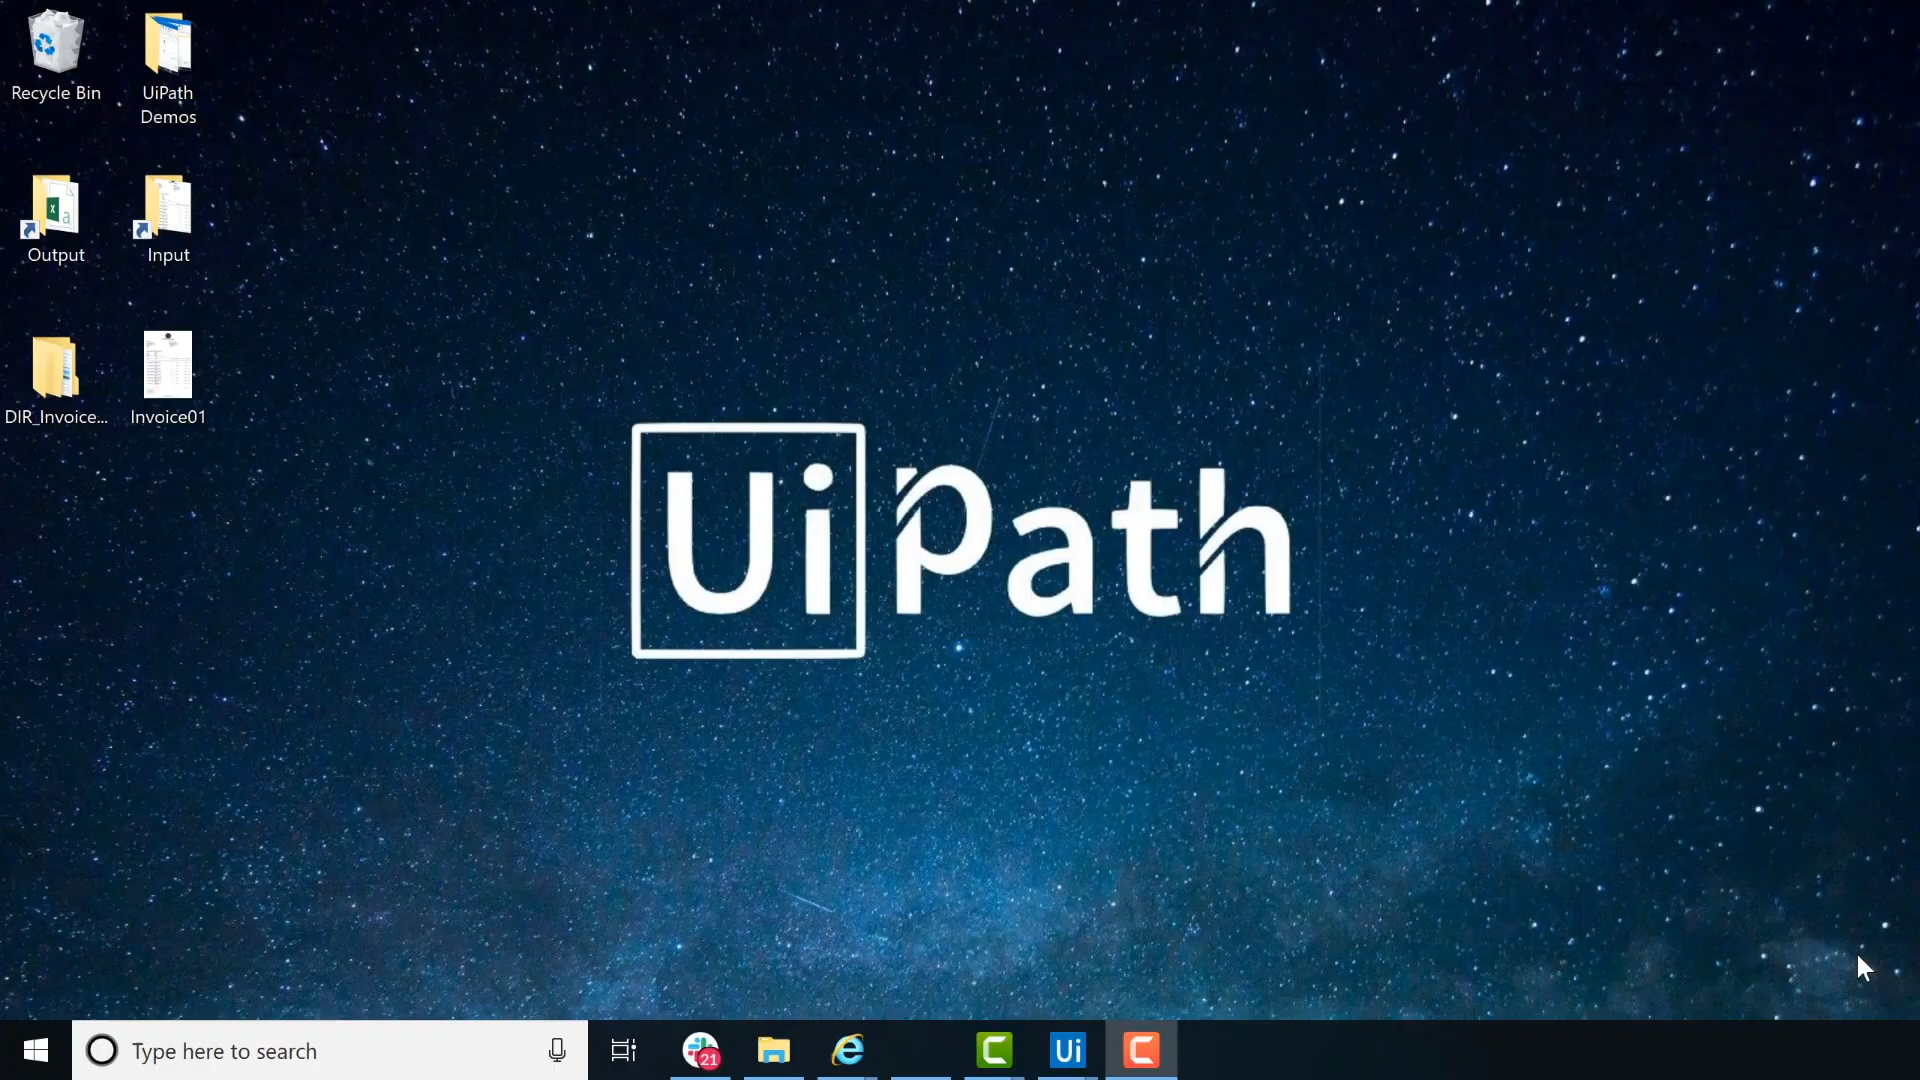 Recycle Bin
UiPath
Demos
Output
Input
DIR_Invoice...
Invoice01
UiPath
Type here to search
21
Ui